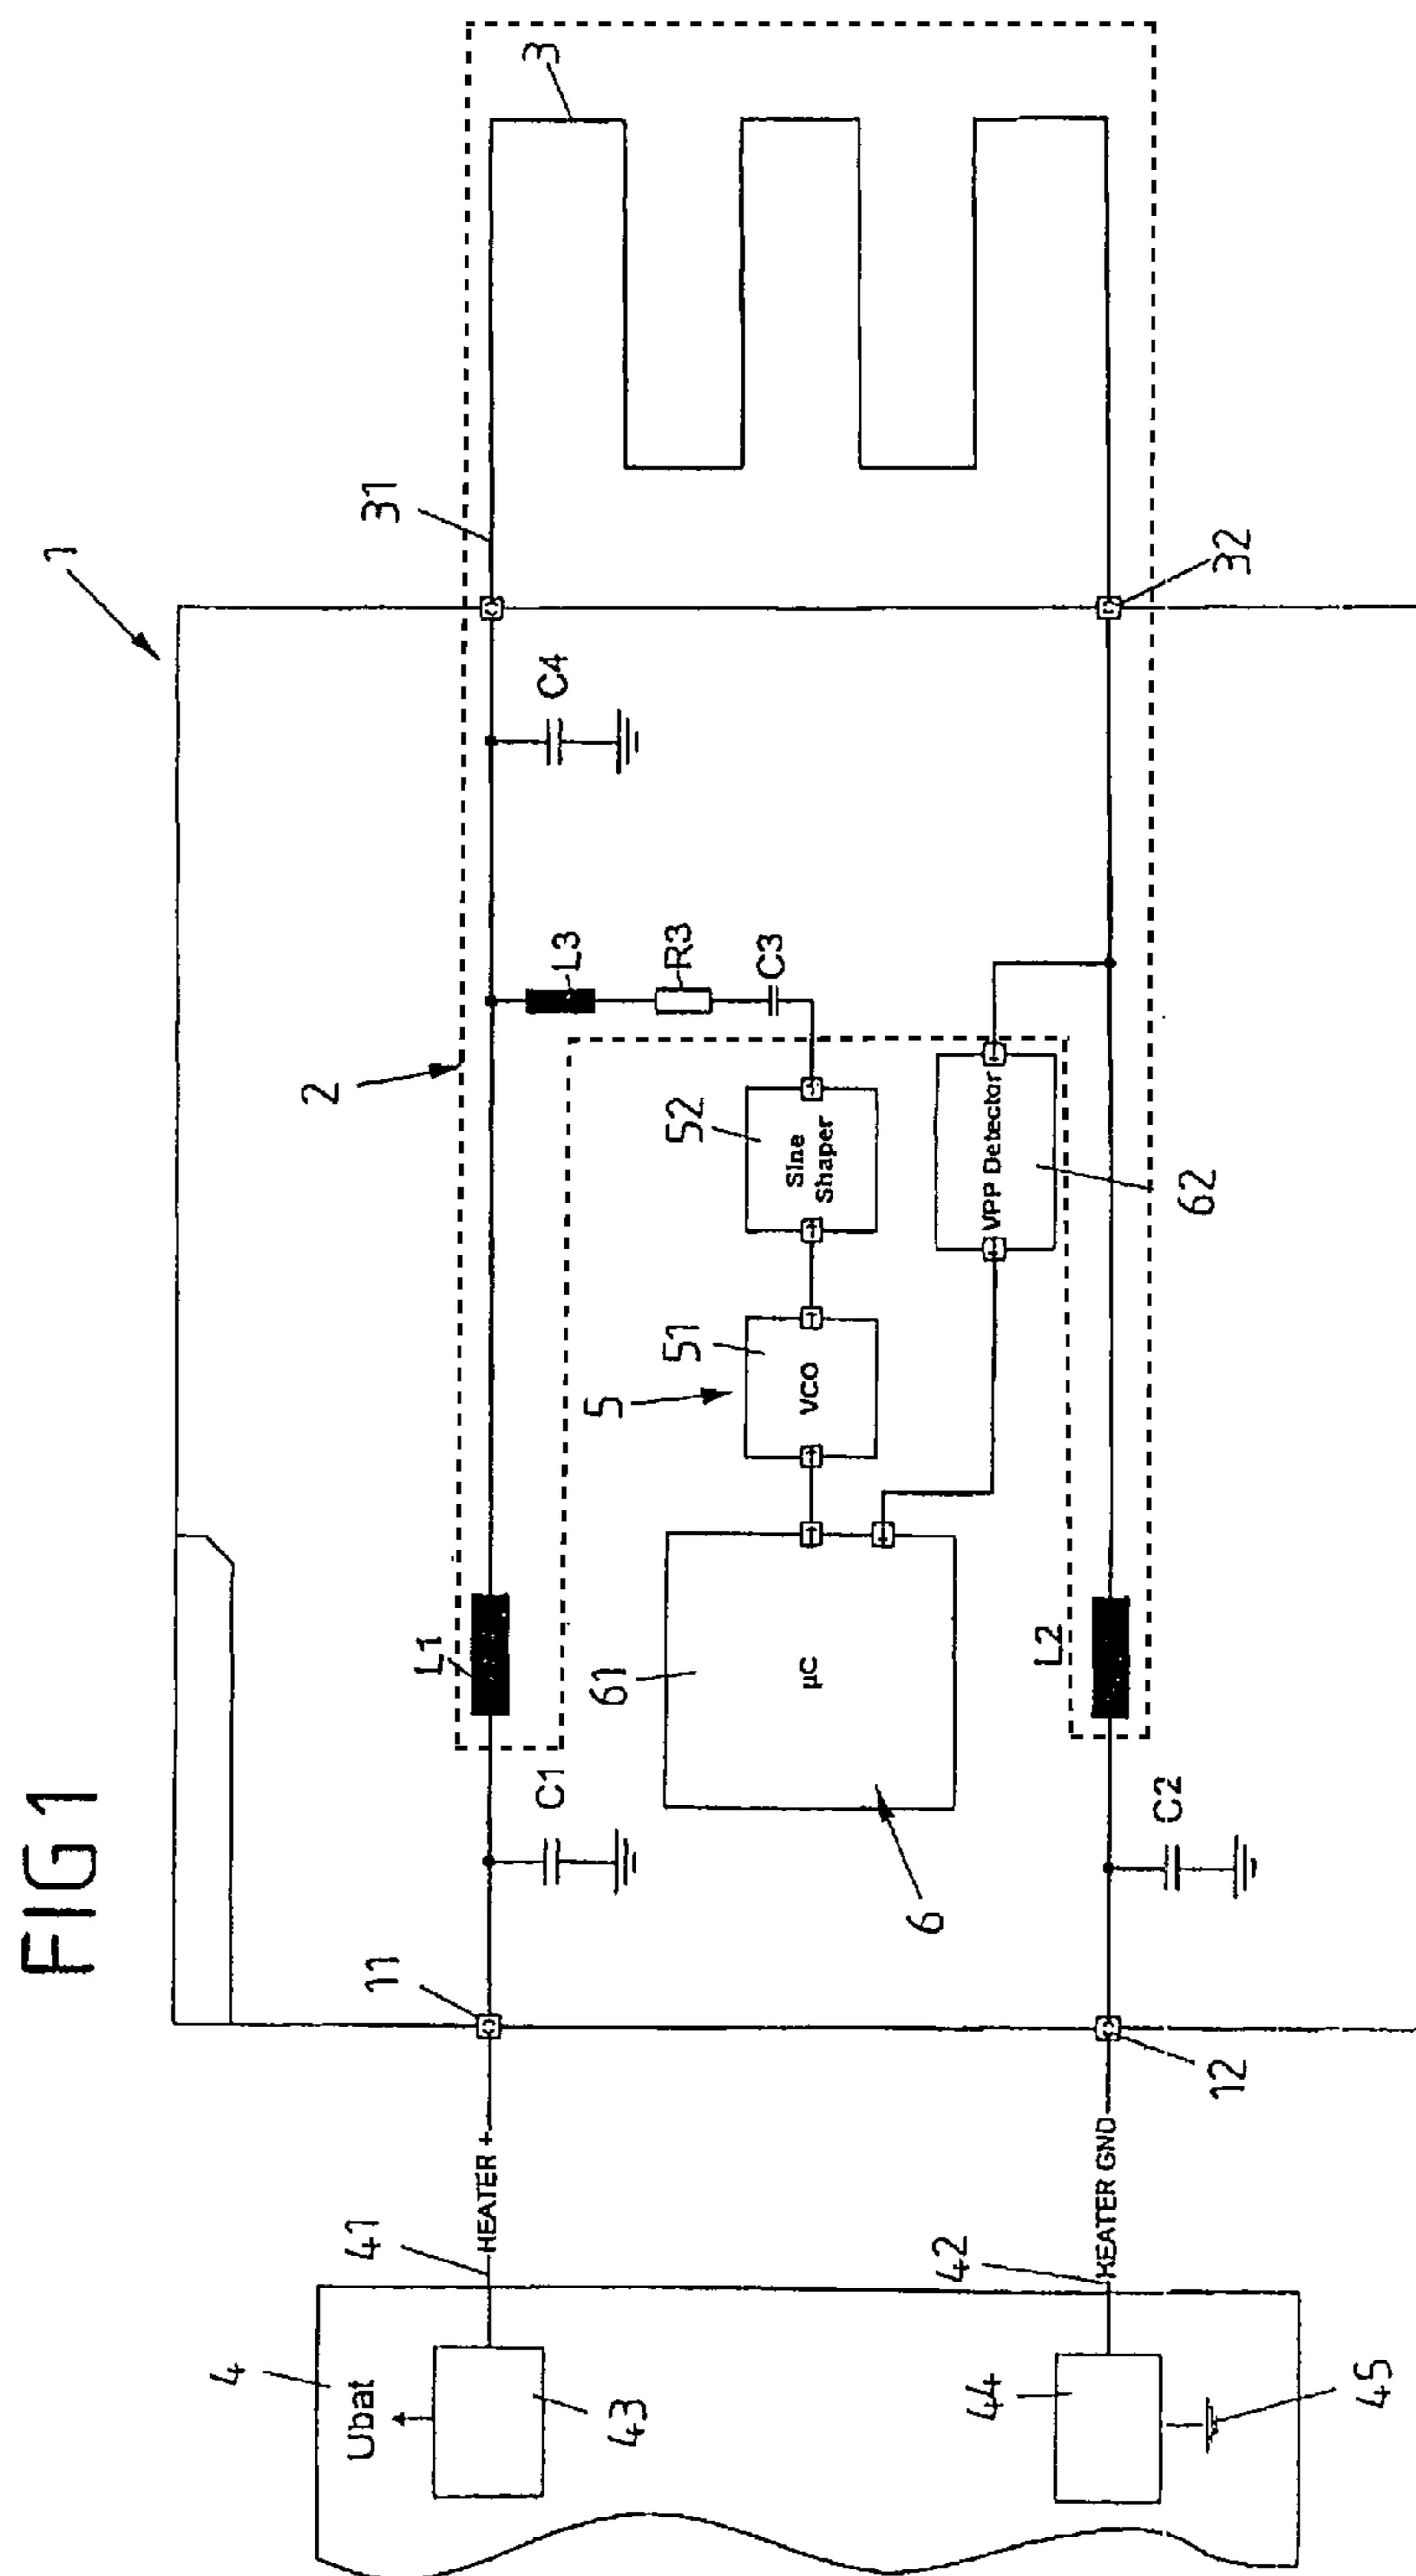 FIG1
1
2
3
31
C4
L3
R3
C3
32
52
Sine
Shaper
VPP Detector
62
51
5
VCO
L1
61
µC
L2
C1
6
C2
11
12
HEATER +
HEATER GND
41
42
4
Ubat
43
44
45